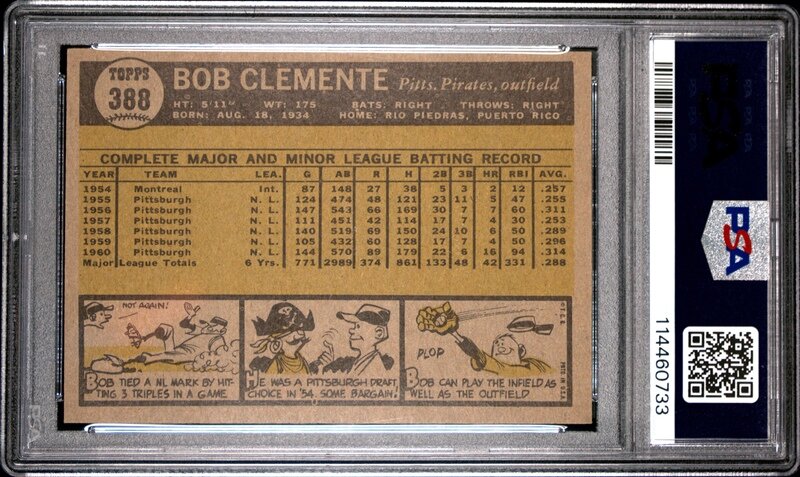 TOPPS
388
BOB CLEMENTE Pitts. Pirates, outfield
HT: 5'11" WT: 175 BATS: RIGHT THROWS: RIGHT
BORN: AUG. 18, 1934 HOME: RIO PIEDRAS, PUERTO RICO
COMPLETE MAJOR AND MINOR LEAGUE BATTING RECORD
YEAR TEAM LEA. G AB R H 2B 3B HR RBI AVG.
1954 Montreal Int. 87 148 27 38 5 3 2 12 .257
1955 Pittsburgh N. L. 124 474 48 121 23 11 5 47 .255
1956 Pittsburgh N. L. 147 543 66 169 30 7 7 60 .311
1957 Pittsburgh N. L. 111 451 42 114 17 7 4 30 .253
1958 Pittsburgh N. L. 140 519 69 150 24 10 6 50 .289
1959 Pittsburgh N. L. 105 432 60 128 17 7 4 50 .296
1960 Pittsburgh N. L. 144 570 89 179 22 6 16 94 .314
Major League Totals 6 Yrs. 771 2989 374 861 133 48 42 331 .288
NOT AGAIN!
BOB TIED A NL MARK BY HIT-
TING 3 TRIPLES IN A GAME.
HE WAS A PITTSBURGH DRAFT
CHOICE IN '54. SOME BARGAIN.
PLOP
BOB CAN PLAY THE INFIELD AS
WELL AS THE OUTFIELD
© T.C.G.
PRTD. IN U.S.A.
PSA
114460733